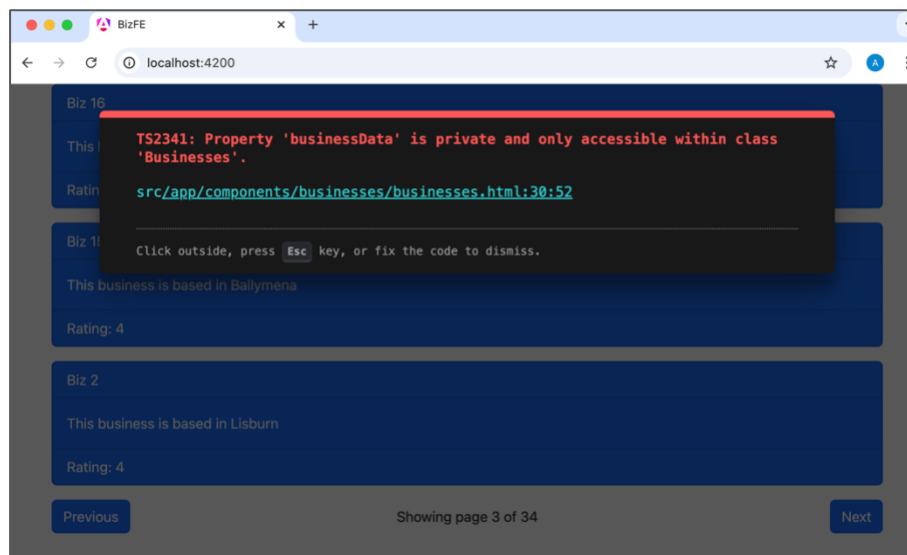 BizFE
localhost:4200
A
Biz 16
TS2341: Property 'businessData' is private and only accessible within class
'Businesses'.
This
src/app/components/businesses/businesses.html:30:52
Click outside, press Esc key, or fix the code to dismiss.
This business is based in Ballymena
Rating: 4
Biz 2
This business is based in Lisburn
Rating: 4
Previous
Showing page 3 of 34
Next